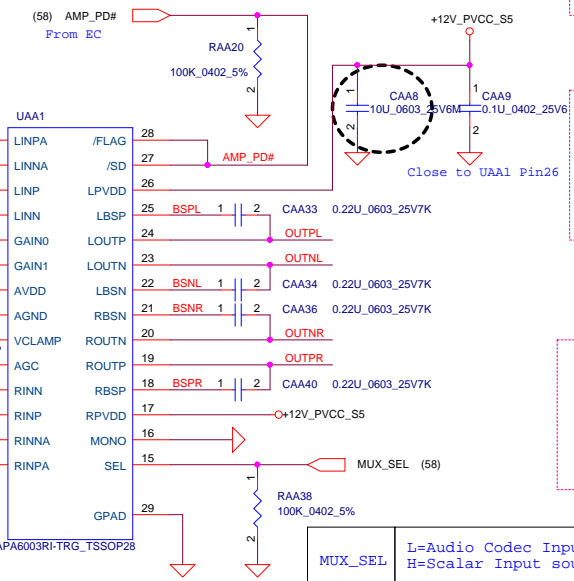 (58) AMP_PD#
From EC
+12V_PVCC_S5
RAA20
100K_0402_5%
1
2
1
CAA8
10U_0603_25V6M
2
1
CAA9
0.1U_0402_25V6
2
Close to UAA1 Pin26
UAA1
LINPA /FLAG 28
LINNA /SD 27 AMP_PD#
LINP LPVDD 26
LINN LBSP 25 BSPL 1 2 CAA33 0.22U_0603_25V7K
GAIN0 LOUTP 24 OUTPL
GAIN1 LOUTN 23 OUTNL
AVDD LBSN 22 BSNL 1 2 CAA34 0.22U_0603_25V7K
AGND RBSN 21 BSNR 1 2 CAA36 0.22U_0603_25V7K
VCLAMP ROUTN 20 OUTNR
AGC ROUTP 19 OUTPR
RINN RBSP 18 BSPR 1 2 CAA40 0.22U_0603_25V7K
RINP RPVDD 17 +12V_PVCC_S5
RINNA MONO 16
RINPA SEL 15 MUX_SEL (58)
1
RAA38
100K_0402_5%
2
GPAD 29
APA6003RI-TRG_TSSOP28
MUX_SEL
L=Audio Codec Inpu
H=Scalar Input sou